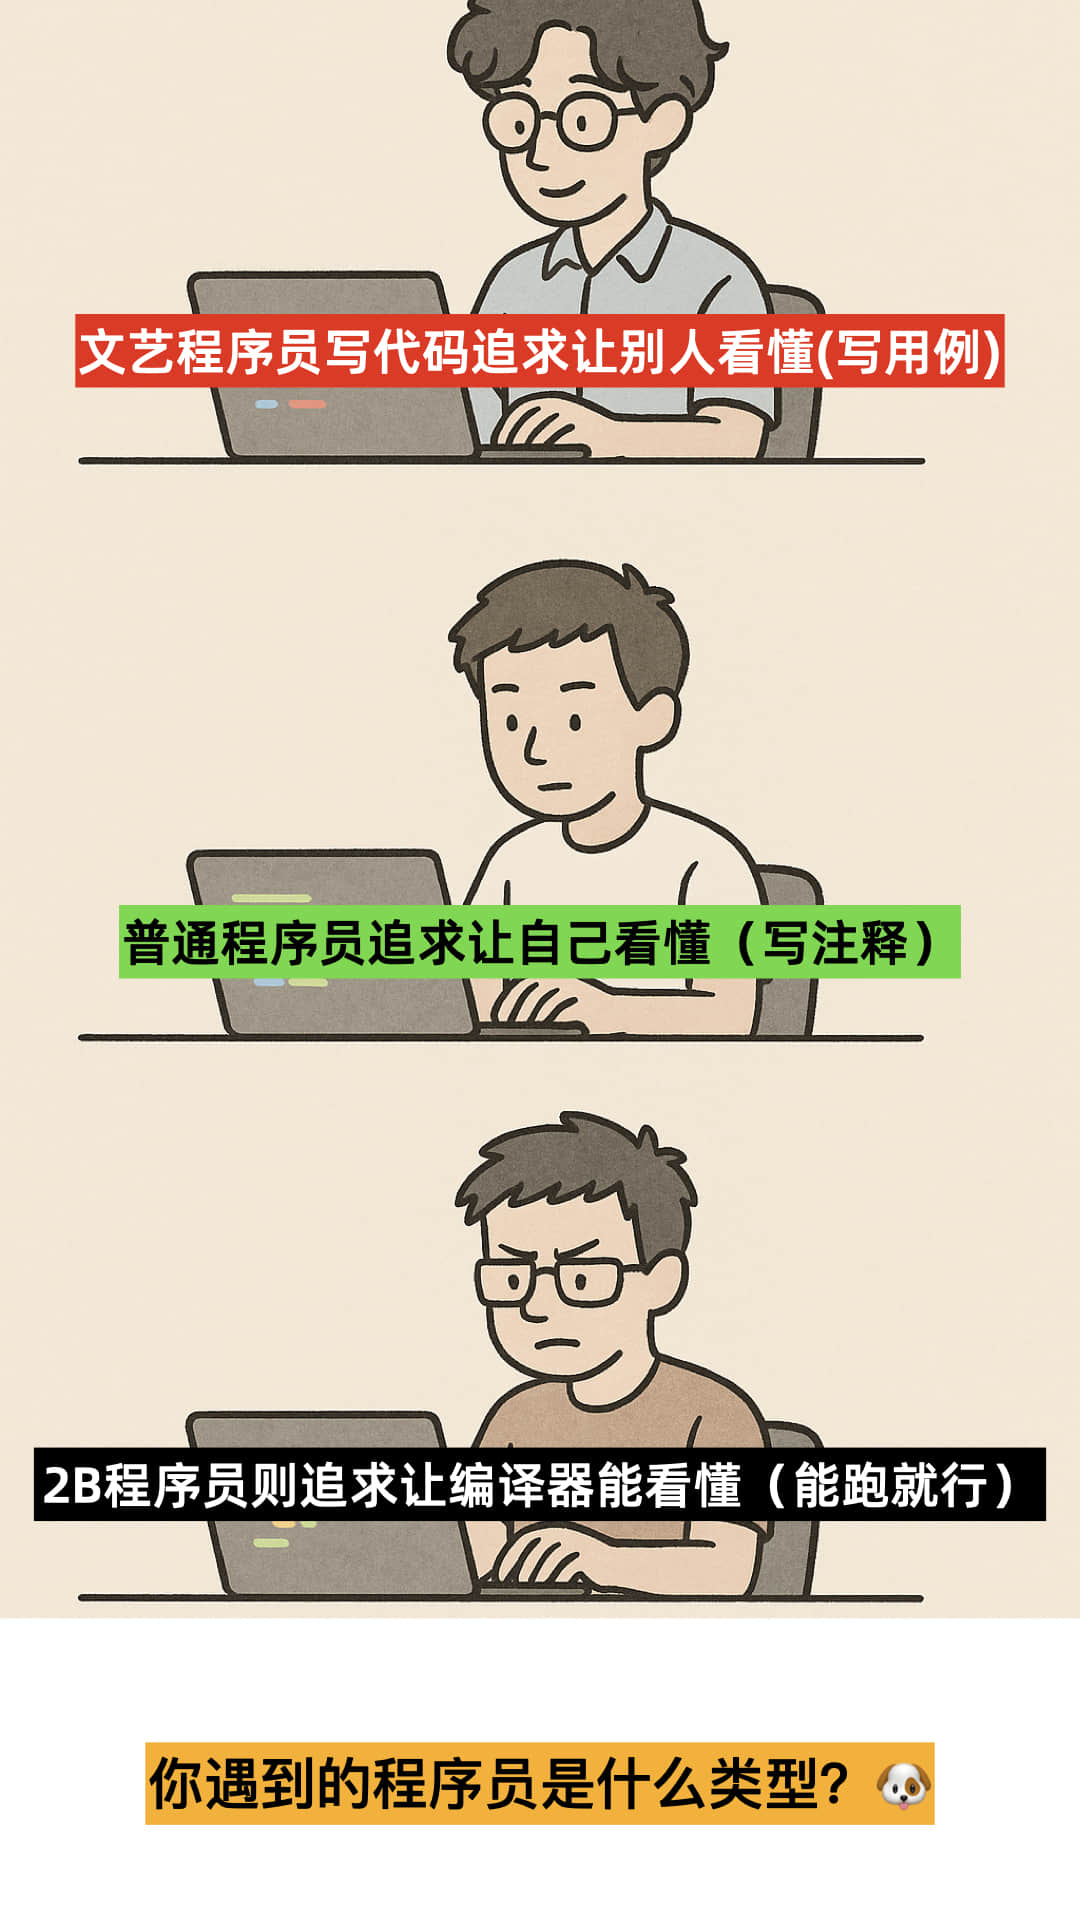 文艺程序员写代码追求让别人看懂(写用例)
普通程序员追求让自己看懂（写注释）
2B程序员则追求让编译器能看懂（能跑就行）
你遇到的程序员是什么类型？🐶